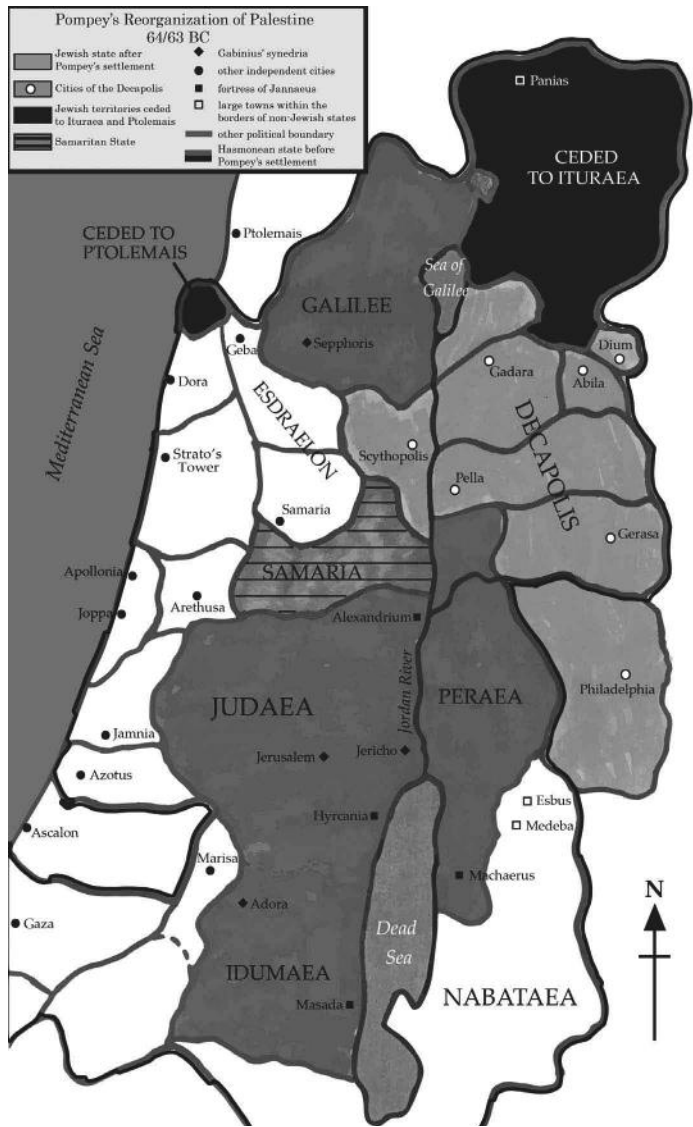 Pompey's Reorganization of Palestine
64/63 BC
Jewish state after
Pompey's settlement
Cities of the Decapolis
Jewish territories ceded
to Ituraea and Ptolemais
Samaritan State
Gabinius' synedria
other independent cities
fortress of Jannaeus
large towns within the
borders of non-Jewish states
other political boundary
Hasmonean state before
Pompey's settlement
Panias
CEDED
TO ITURAEA
Ptolemais
CEDED TO
PTOLEMAIS
Sea of
Galilee
GALILEE
Sepphoris
Geba
Dium
Mediterranean Sea
Dora
Gadara
Abila
ESDRAELON
DECAPOLIS
Strato's
Tower
Scythopolis
Pella
Samaria
Gerasa
Apollonia
SAMARIA
Arethusa
Joppa
Alexandrium
Jordan River
Philadelphia
JUDAEA
PERAEA
Jamnia
Jerusalem
Jericho
Azotus
Esbus
Ascalon
Hyrcania
Medeba
Marisa
Machaerus
Adora
Gaza
N
Dead
Sea
IDUMAEA
Masada
NABATAEA